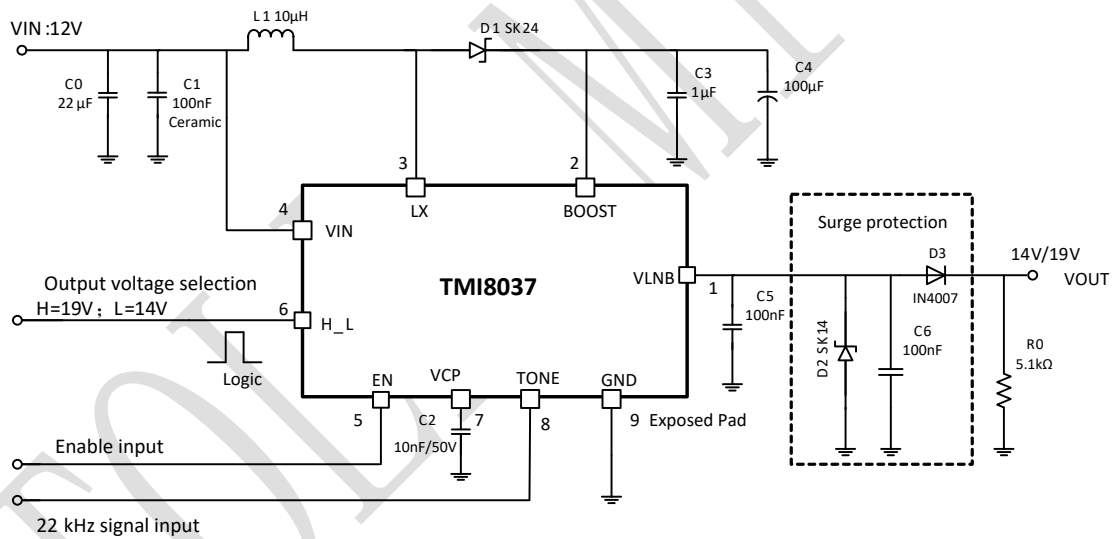 VIN :12V
L1 10μH
D1 SK24
C0
22 μF
C1
100nF
Ceramic
C3
1μF
C4
100μF
3
2
LX
BOOST
4
VIN
Surge protection
Output voltage selection
H=19V ; L=14V
6
H_L
TMI8037
VLNB
1
C5
100nF
D2 SK14
C6
100nF
D3
IN4007
14V/19V
VOUT
R0
5.1kΩ
Logic
EN
VCP
TONE
GND
5
C2
10nF/50V
7
8
9 Exposed Pad
Enable input
22 kHz signal input